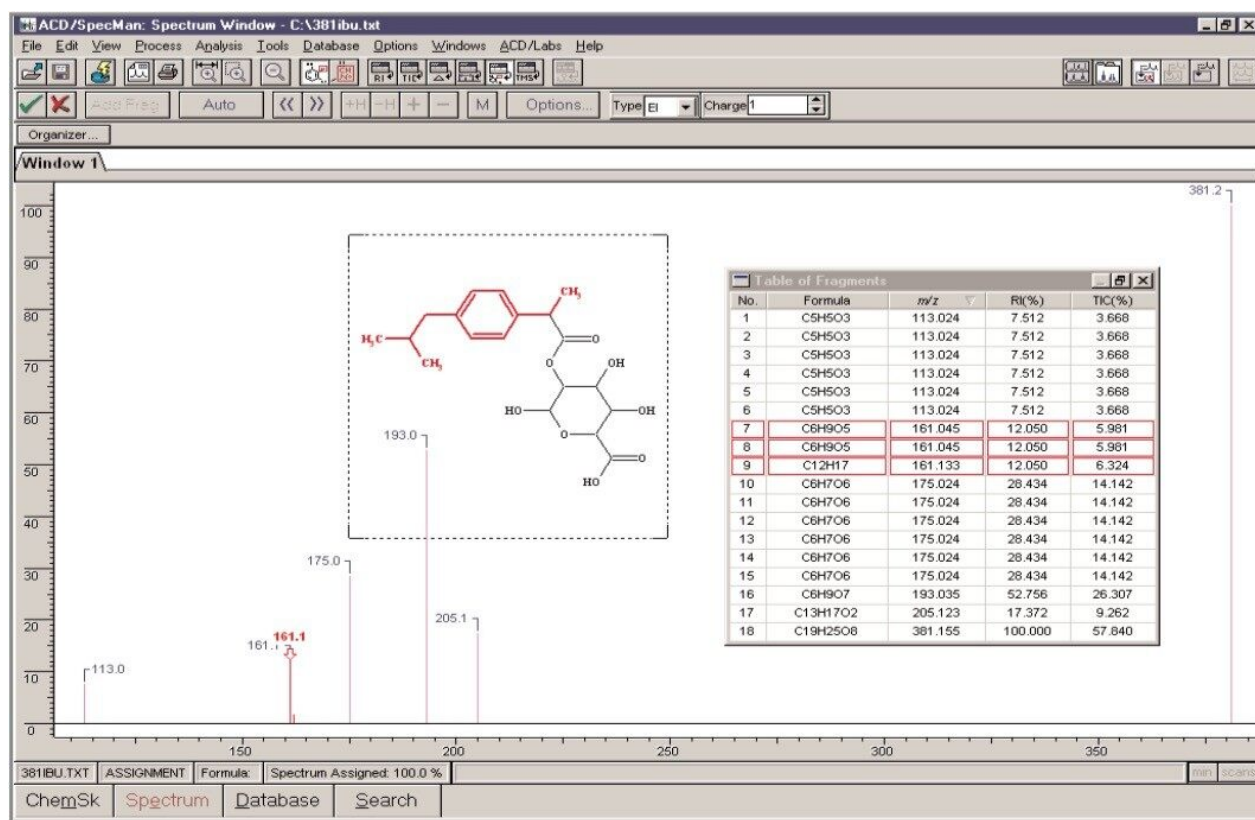 ACD/SpecMan: Spectrum Window - C:\381ibu.txt
File Edit View Process Analysis Tools Database Options Windows ACD/Labs Help
RI TIC TMS
Add Frag Auto << >> +H -H + - M Options... Type EI Charge 1
Organizer...
Window 1
381.2
100
90
80
70
60
50
40
30
20
10
0
CH3
H3C
CH3
O
O
OH
HO
OH
O
O
HO
193.0
175.0
205.1
161.1
161.
113.0
Table of Fragments
No. Formula m/z RI(%) TIC(%)
1 C5H5O3 113.024 7.512 3.668
2 C5H5O3 113.024 7.512 3.668
3 C5H5O3 113.024 7.512 3.668
4 C5H5O3 113.024 7.512 3.668
5 C5H5O3 113.024 7.512 3.668
6 C5H5O3 113.024 7.512 3.668
7 C6H9O5 161.045 12.050 5.981
8 C6H9O5 161.045 12.050 5.981
9 C12H17 161.133 12.050 6.324
10 C6H7O6 175.024 28.434 14.142
11 C6H7O6 175.024 28.434 14.142
12 C6H7O6 175.024 28.434 14.142
13 C6H7O6 175.024 28.434 14.142
14 C6H7O6 175.024 28.434 14.142
15 C6H7O6 175.024 28.434 14.142
16 C6H9O7 193.035 52.756 26.307
17 C13H17O2 205.123 17.372 9.262
18 C19H25O8 381.155 100.000 57.840
150 200 250 300 350
381IBU.TXT ASSIGNMENT Formula: Spectrum Assigned: 100.0 % min scans
ChemSk Spectrum Database Search